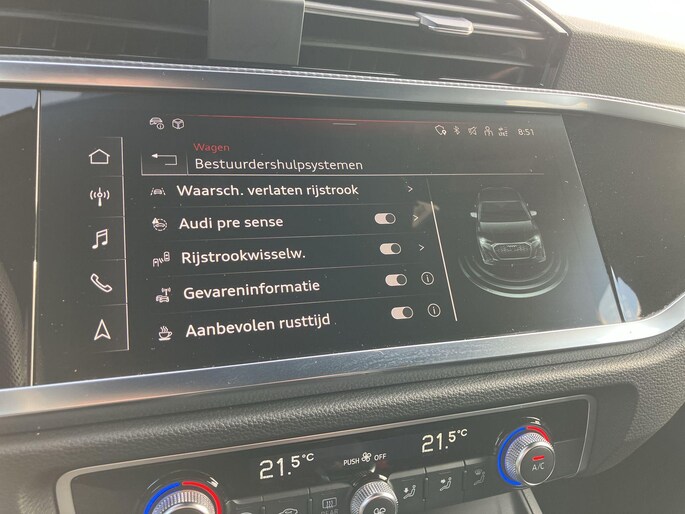 8:51
Wagen
Bestuurdershulpsystemen
Waarsch. verlaten rijstrook
Audi pre sense
Rijstrookwisselw.
Gevareninformatie
Aanbevolen rusttijd
21.5°C
PUSH OFF
21.5°C
A/C
REAR